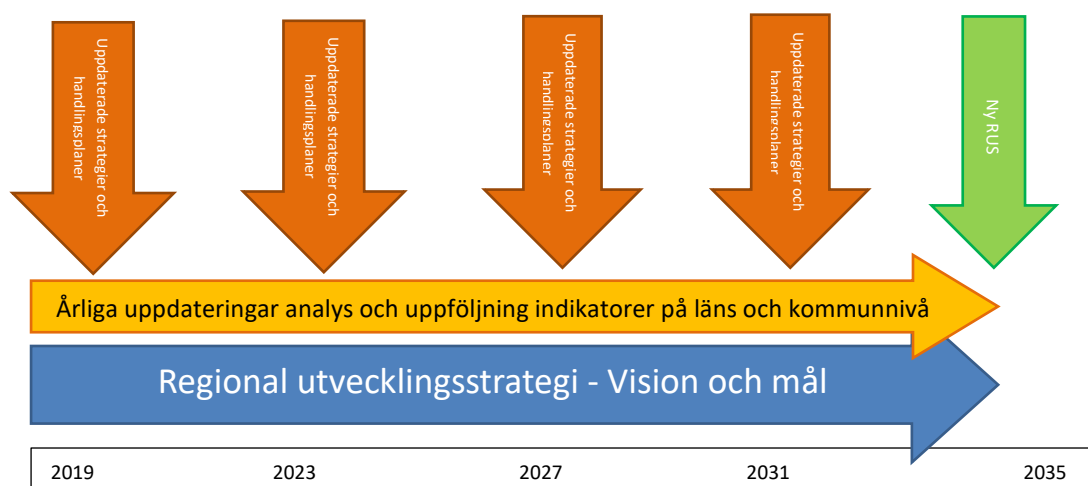 Uppdaterade strategier och
handlingsplaner
Uppdaterade strategier och
handlingsplaner
Uppdaterade strategier och
handlingsplaner
Uppdaterade strategier och
handlingsplaner
Ny RUS
Årliga uppdateringar analys och uppföljning indikatorer på läns och kommunnivå
Regional utvecklingsstrategi - Vision och mål
2019 2023 2027 2031 2035